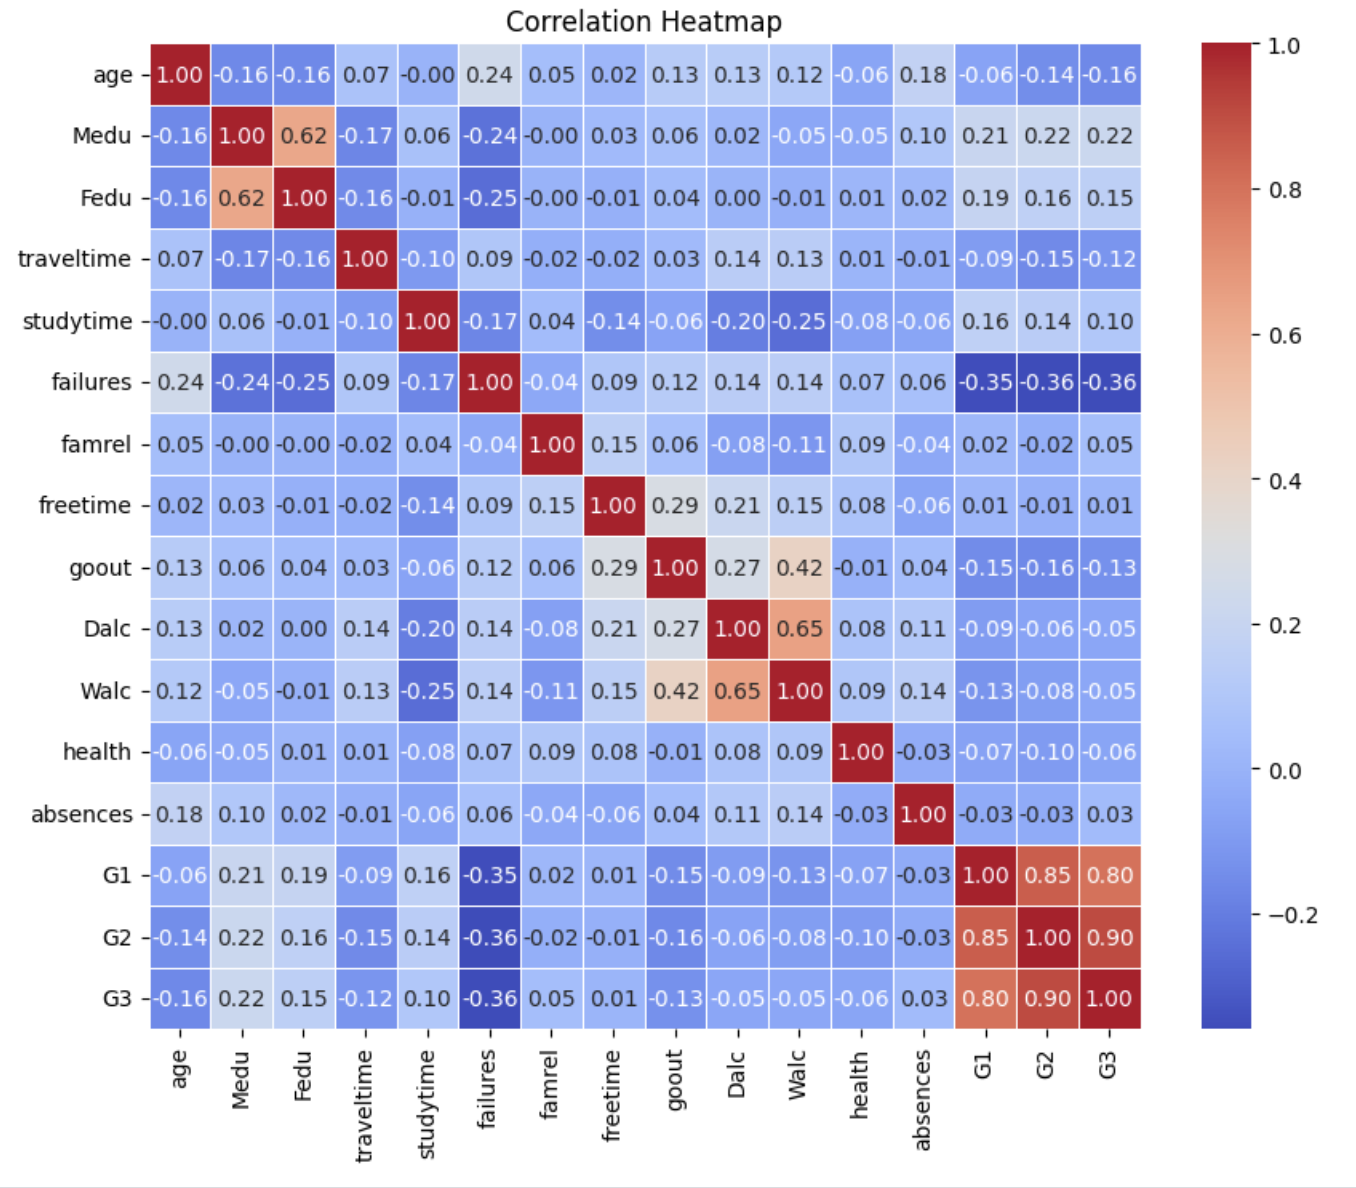 Correlation Heatmap
age 1.00 -0.16 -0.16 0.07 -0.00 0.24 0.05 0.02 0.13 0.13 0.12 -0.06 0.18 -0.06 -0.14 -0.16
Medu -0.16 1.00 0.62 -0.17 0.06 -0.24 -0.00 0.03 0.06 0.02 -0.05 -0.05 0.10 0.21 0.22 0.22
Fedu -0.16 0.62 1.00 -0.16 -0.01 -0.25 -0.00 -0.01 0.04 0.00 -0.01 0.01 0.02 0.19 0.16 0.15
traveltime 0.07 -0.17 -0.16 1.00 -0.10 0.09 -0.02 -0.02 0.03 0.14 0.13 0.01 -0.01 -0.09 -0.15 -0.12
studytime -0.00 0.06 -0.01 -0.10 1.00 -0.17 0.04 -0.14 -0.06 -0.20 -0.25 -0.08 -0.06 0.16 0.14 0.10
failures 0.24 -0.24 -0.25 0.09 -0.17 1.00 -0.04 0.09 0.12 0.14 0.14 0.07 0.06 -0.35 -0.36 -0.36
famrel 0.05 -0.00 -0.00 -0.02 0.04 -0.04 1.00 0.15 0.06 -0.08 -0.11 0.09 -0.04 0.02 -0.02 0.05
freetime 0.02 0.03 -0.01 -0.02 -0.14 0.09 0.15 1.00 0.29 0.21 0.15 0.08 -0.06 0.01 -0.01 0.01
goout 0.13 0.06 0.04 0.03 -0.06 0.12 0.06 0.29 1.00 0.27 0.42 -0.01 0.04 -0.15 -0.16 -0.13
Dalc 0.13 0.02 0.00 0.14 -0.20 0.14 -0.08 0.21 0.27 1.00 0.65 0.08 0.11 -0.09 -0.06 -0.05
Walc 0.12 -0.05 -0.01 0.13 -0.25 0.14 -0.11 0.15 0.42 0.65 1.00 0.09 0.14 -0.13 -0.08 -0.05
health -0.06 -0.05 0.01 0.01 -0.08 0.07 0.09 0.08 -0.01 0.08 0.09 1.00 -0.03 -0.07 -0.10 -0.06
absences 0.18 0.10 0.02 -0.01 -0.06 0.06 -0.04 -0.06 0.04 0.11 0.14 -0.03 1.00 -0.03 -0.03 0.03
G1 -0.06 0.21 0.19 -0.09 0.16 -0.35 0.02 0.01 -0.15 -0.09 -0.13 -0.07 -0.03 1.00 0.85 0.80
G2 -0.14 0.22 0.16 -0.15 0.14 -0.36 -0.02 -0.01 -0.16 -0.06 -0.08 -0.10 -0.03 0.85 1.00 0.90
G3 -0.16 0.22 0.15 -0.12 0.10 -0.36 0.05 0.01 -0.13 -0.05 -0.05 -0.06 0.03 0.80 0.90 1.00
age Medu Fedu traveltime studytime failures famrel freetime goout Dalc Walc health absences G1 G2 G3
1.0
0.8
0.6
0.4
0.2
0.0
−0.2